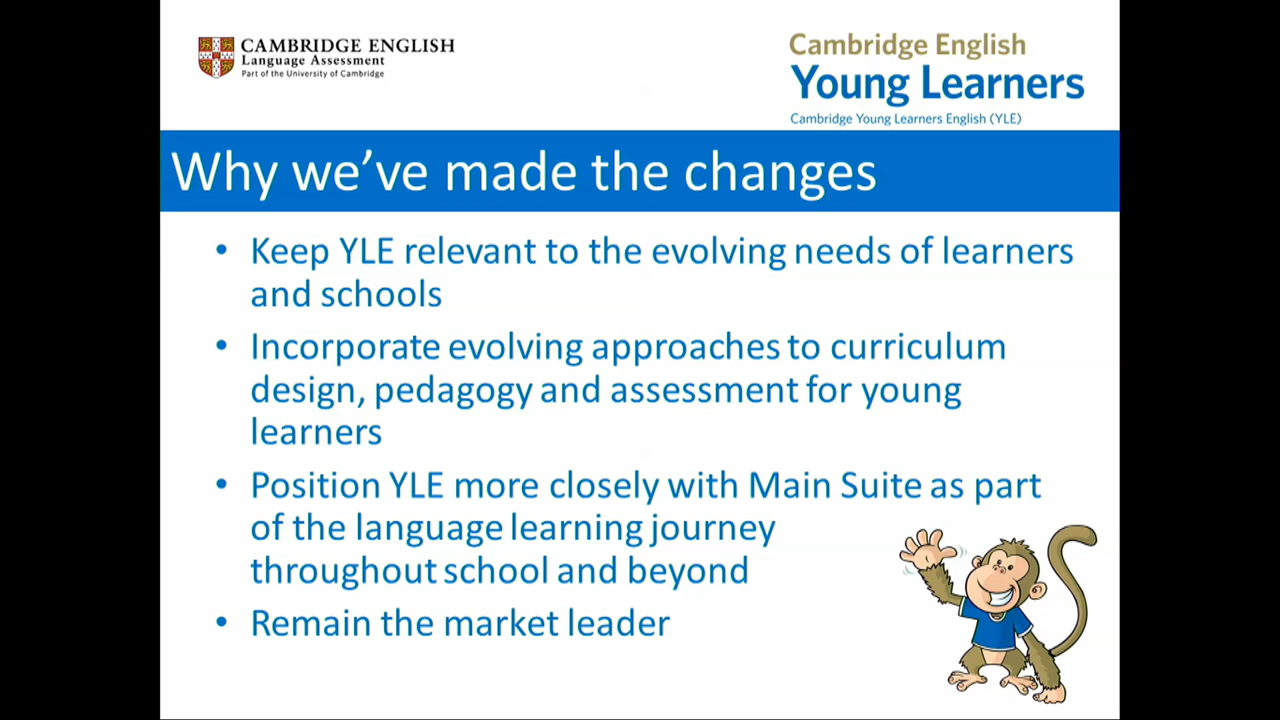 CAMBRIDGE ENGLISH
Language Assessment
Part of the University of Cambridge
Cambridge English
Young Learners
Cambridge Young Learners English (YLE)
Why we've made the changes
• Keep YLE relevant to the evolving needs of learners
and schools
• Incorporate evolving approaches to curriculum
design, pedagogy and assessment for young
learners
• Position YLE more closely with Main Suite as part
of the language learning journey
throughout school and beyond
• Remain the market leader